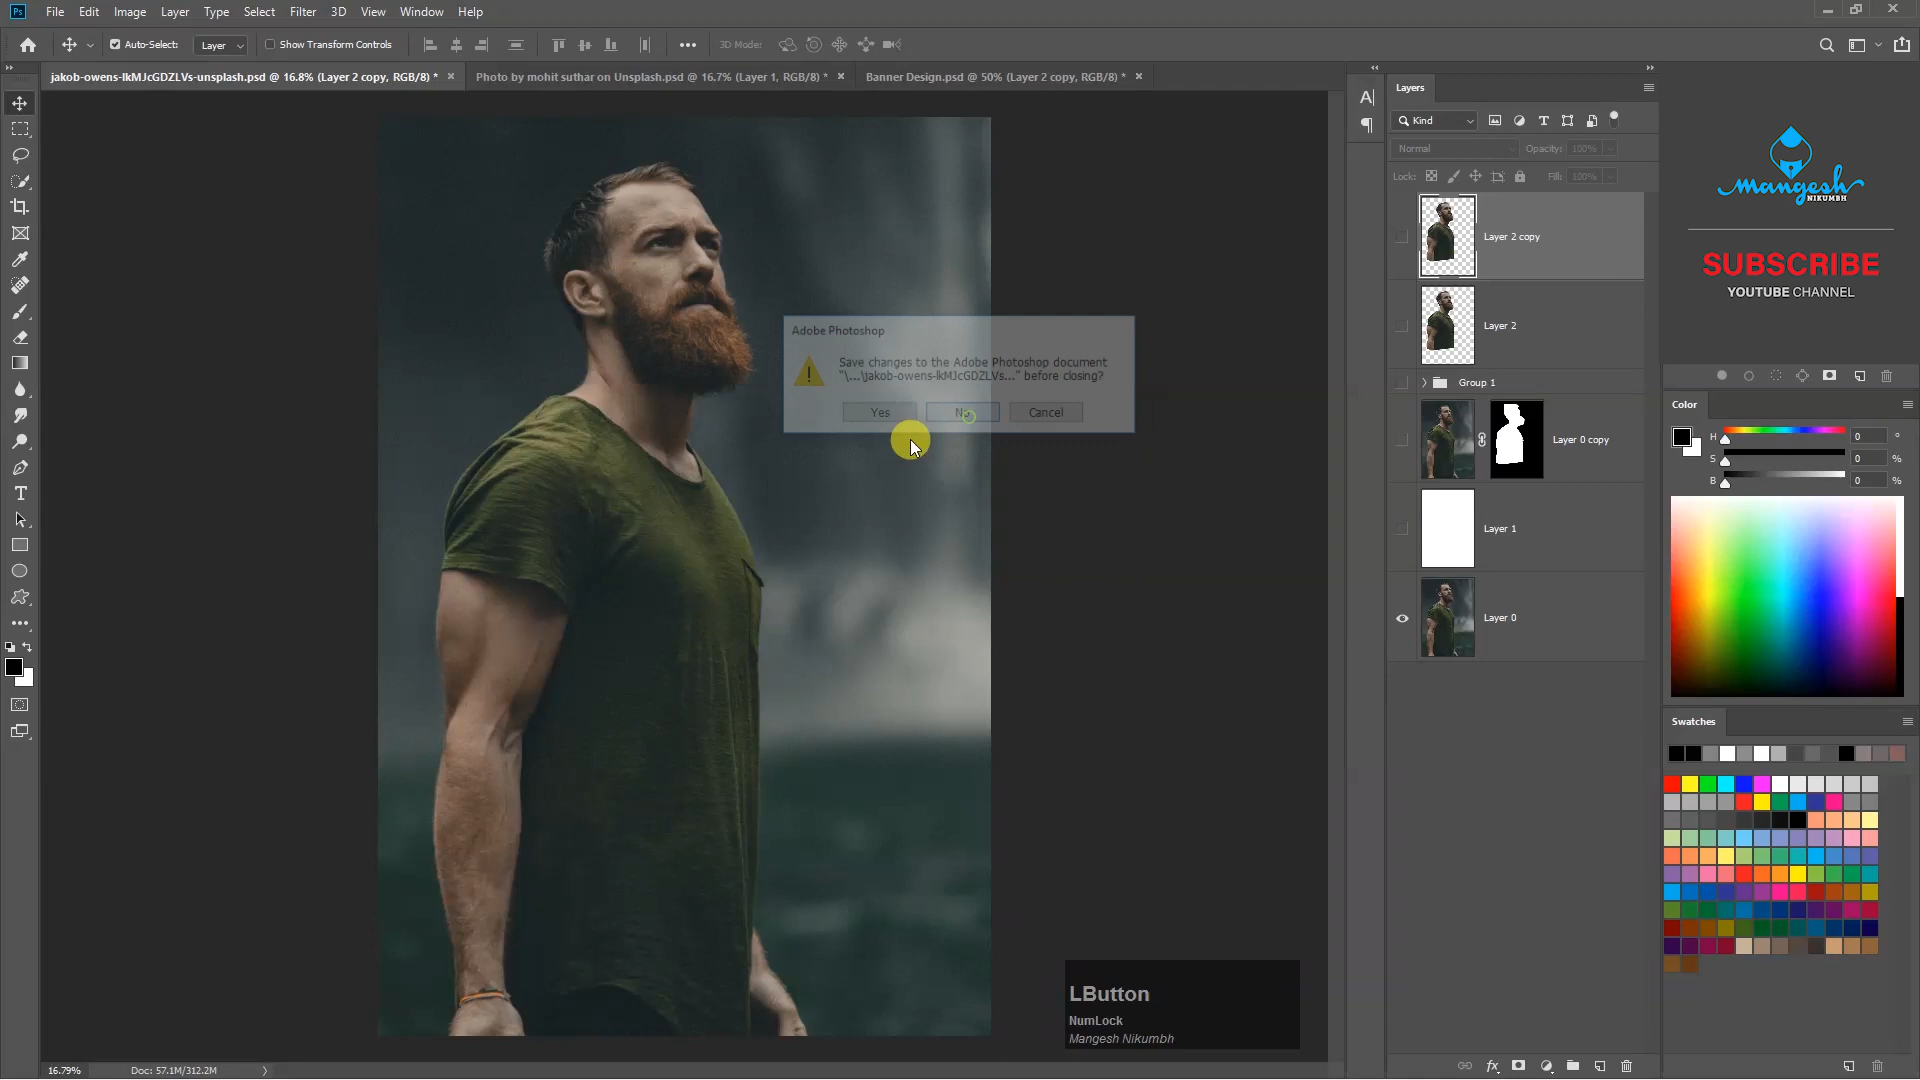 Ps File Edit Image Layer Type Select Filter 3D View Window Help
Auto-Select: Layer Show Transform Controls 3D Mode:
jakob-owens-lkMJcGDZLVs-unsplash.psd @ 16.8% (Layer 2 copy, RGB/8) *
Photo by mohit suthar on Unsplash.psd @ 16.7% (Layer 1, RGB/8) *
Banner Design.psd @ 50% (Layer 2 copy, RGB/8) *
Layers
Kind
Normal Opacity: 100%
Lock: Fill: 100%
Layer 2 copy
Layer 2
Group 1
Layer 0 copy
Layer 1
Layer 0
Adobe Photoshop
Save changes to the Adobe Photoshop document
"\...\jakob-owens-lkMJcGDZLVs..." before closing?
Yes No Cancel
Mangesh
NIKUMBH
SUBSCRIBE
YOUTUBE CHANNEL
Color
H 0 °
S 0 %
B 0 %
Swatches
LButton
NumLock
Mangesh Nikumbh
16.79% Doc: 57.1M/312.2M